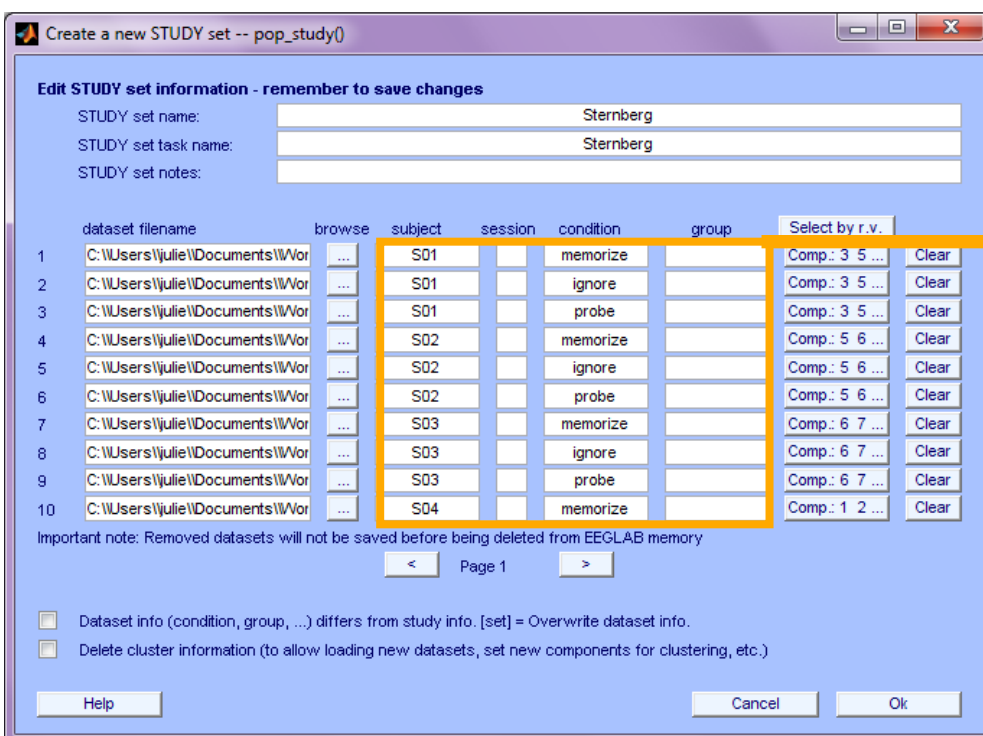 Create a new STUDY set -- pop_study()
Edit STUDY set information - remember to save changes
STUDY set name: Sternberg
STUDY set task name: Sternberg
STUDY set notes:
dataset filename browse subject session condition group Select by r.v.
1 C:\\Users\\julie\\Documents\\Wor ... S01 memorize Comp.: 3 5 ... Clear
2 C:\\Users\\julie\\Documents\\Wor ... S01 ignore Comp.: 3 5 ... Clear
3 C:\\Users\\julie\\Documents\\Wor ... S01 probe Comp.: 3 5 ... Clear
4 C:\\Users\\julie\\Documents\\Wor ... S02 memorize Comp.: 5 6 ... Clear
5 C:\\Users\\julie\\Documents\\Wor ... S02 ignore Comp.: 5 6 ... Clear
6 C:\\Users\\julie\\Documents\\Wor ... S02 probe Comp.: 5 6 ... Clear
7 C:\\Users\\julie\\Documents\\Wor ... S03 memorize Comp.: 6 7 ... Clear
8 C:\\Users\\julie\\Documents\\Wor ... S03 ignore Comp.: 6 7 ... Clear
9 C:\\Users\\julie\\Documents\\Wor ... S03 probe Comp.: 6 7 ... Clear
10 C:\\Users\\julie\\Documents\\Wor ... S04 memorize Comp.: 1 2 ... Clear
Important note: Removed datasets will not be saved before being deleted from EEGLAB memory
< Page 1 >
Dataset info (condition, group, ...) differs from study info. [set] = Overwrite dataset info.
Delete cluster information (to allow loading new datasets, set new components for clustering, etc.)
Help Cancel Ok